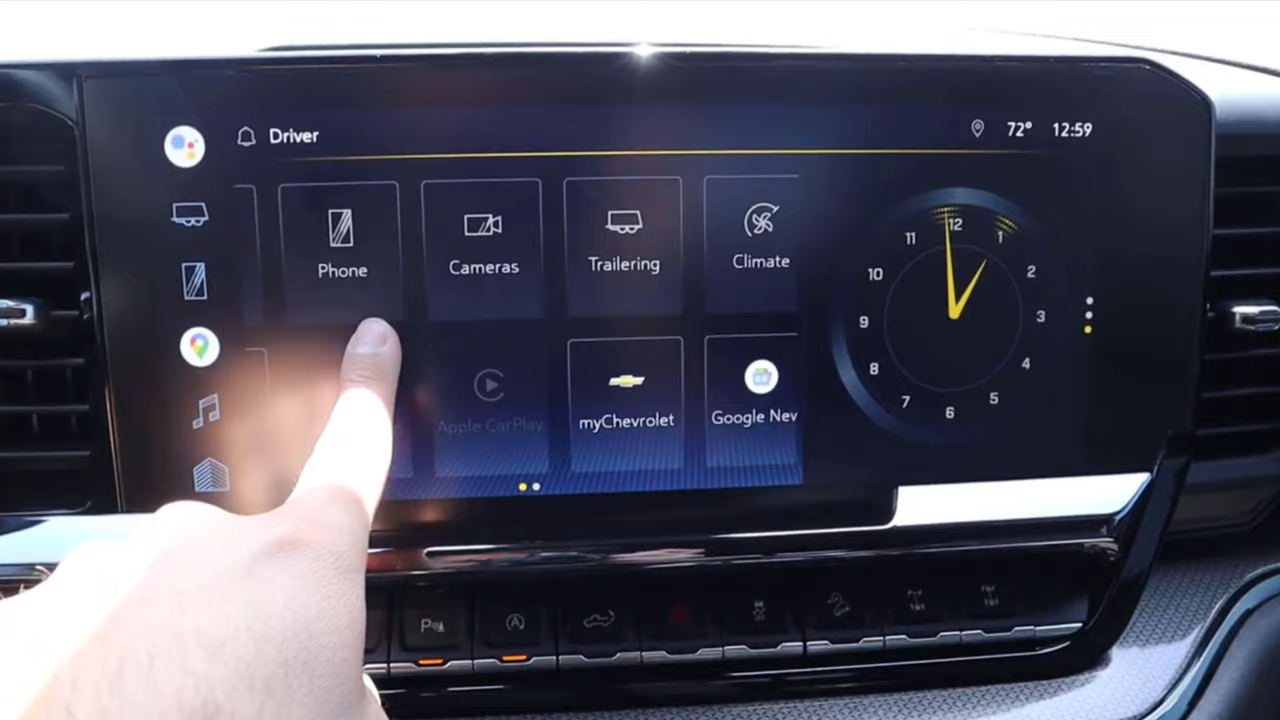 Driver
72° 12:59
Phone
Cameras
Trailering
Climate
Apple CarPlay
myChevrolet
Google Nev
12
1
2
3
4
5
6
7
8
9
10
11
P
A